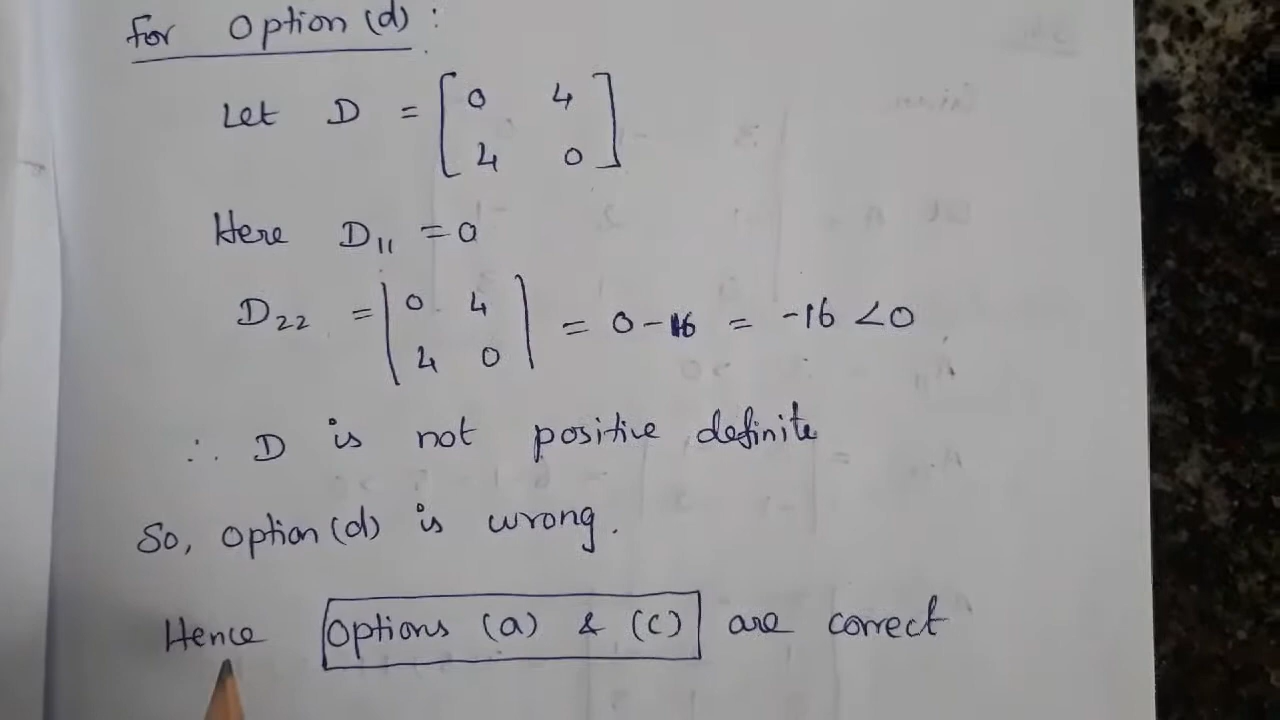 for Option (d) :
Let D = [ 0 4
4 0 ]
Here D₁₁ = 0
D₂₂ = | 0 4
4 0 | = 0-16 = -16 <0
∴ D is not positive definite
So, option (d) is wrong.
Hence Options (a) & (c) are correct